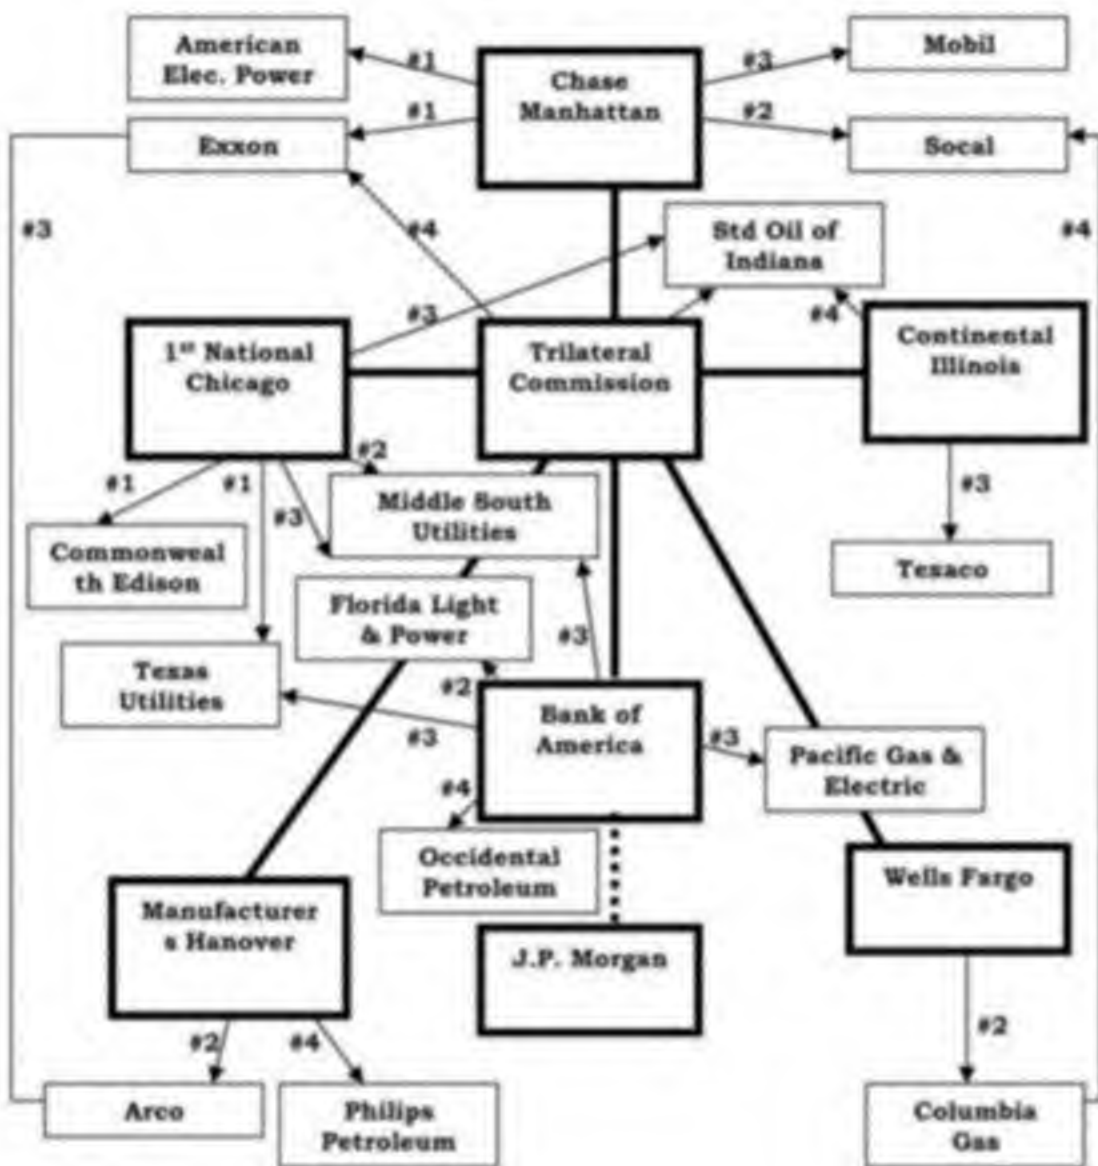 American
Elec. Power
#1
Chase
Manhattan
#3
Mobil
Exxon
#1
#2
Socal
#3
#4
Std Oil of
Indiana
#4
#3
#4
1st National
Chicago
Trilateral
Commission
Continental
Illinois
#2
#1
#1
#3
Middle South
Utilities
#3
Commonweal
th Edison
Texaco
Florida Light
& Power
#3
Texas
Utilities
#2
Bank of
America
#3
#3
Pacific Gas &
Electric
#4
Occidental
Petroleum
Wells Fargo
Manufacturer
s Hanover
J.P. Morgan
#2
#4
#2
Arco
Philips
Petroleum
Columbia
Gas